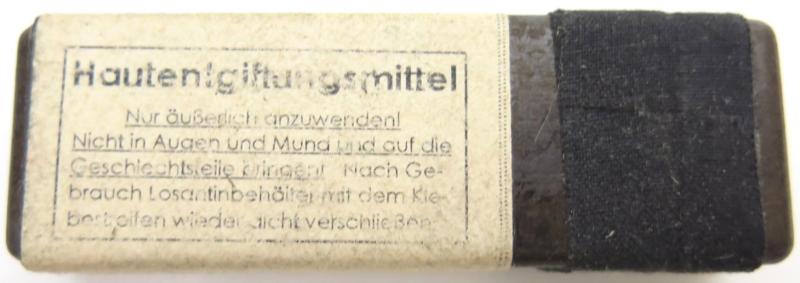 Hautentgiftungsmittel
Nur äußerlich anzuwenden!
Nicht in Augen und Mund und auf die
Geschlechtsteile bringen! Nach Ge-
brauch Losantinbehälter mit dem Kle-
bestreifen wieder dicht verschließen.